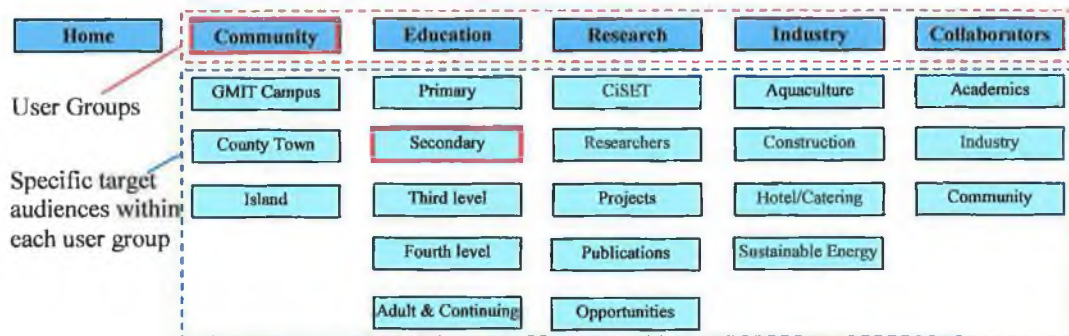 Home Community Education Research Industry Collaborators
User Groups
GMIT Campus Primary CiSET Aquaculture Academics
County Town Secondary Researchers Construction Industry
Specific target
audiences within
each user group
Island Third level Projects Hotel/Catering Community
Fourth level Publications Sustainable Energy
Adult & Continuing Opportunities